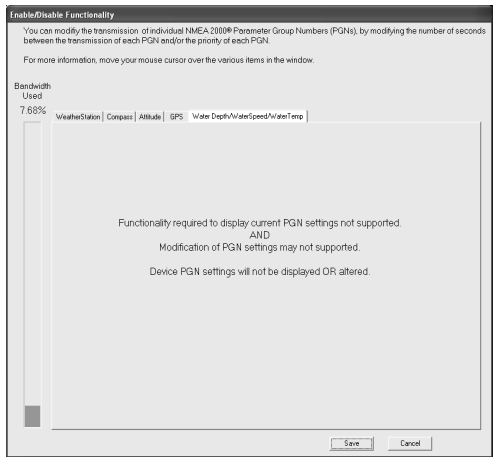 Enable/Disable Functionality
You can modify the transmission of individual NMEA 2000® Parameter Group Numbers (PGNs), by modifying the number of seconds
between the transmission of each PGN and/or the priority of each PGN.
For more information, move your mouse cursor over the various items in the window.
Bandwidth
Used
7.68%
WeatherStation Compass Attitude GPS Water Depth/WaterSpeed/WaterTemp
Functionality required to display current PGN settings not supported.
AND
Modification of PGN settings may not supported.
Device PGN settings will not be displayed OR altered.
Save Cancel